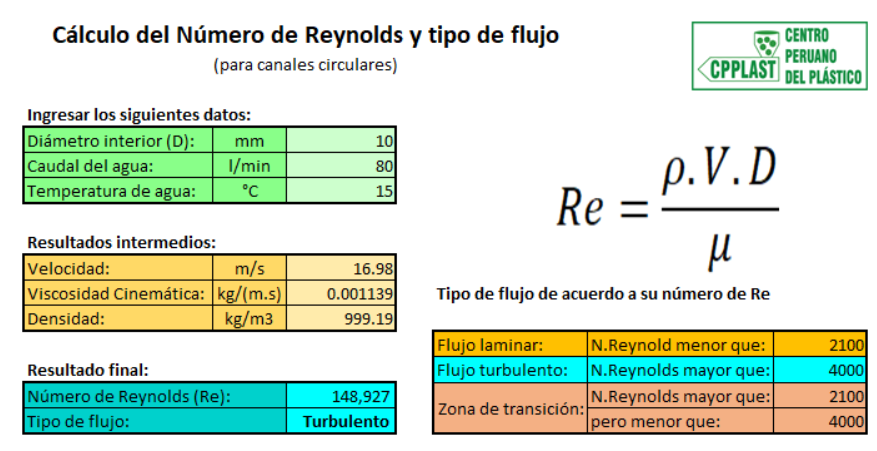 Cálculo del Número de Reynolds y tipo de flujo
(para canales circulares)
CPPLAST
CENTRO
PERUANO
DEL PLÁSTICO
Ingresar los siguientes datos:
Diámetro interior (D): mm 10
Caudal del agua: l/min 80
Temperatura de agua: °C 15
Re = ρ.V.D / μ
Resultados intermedios:
Velocidad: m/s 16.98
Viscosidad Cinemática: kg/(m.s) 0.001139
Densidad: kg/m3 999.19
Tipo de flujo de acuerdo a su número de Re
Flujo laminar: N.Reynold menor que: 2100
Flujo turbulento: N.Reynolds mayor que: 4000
Zona de transición: N.Reynolds mayor que: 2100
pero menor que: 4000
Resultado final:
Número de Reynolds (Re): 148,927
Tipo de flujo: Turbulento